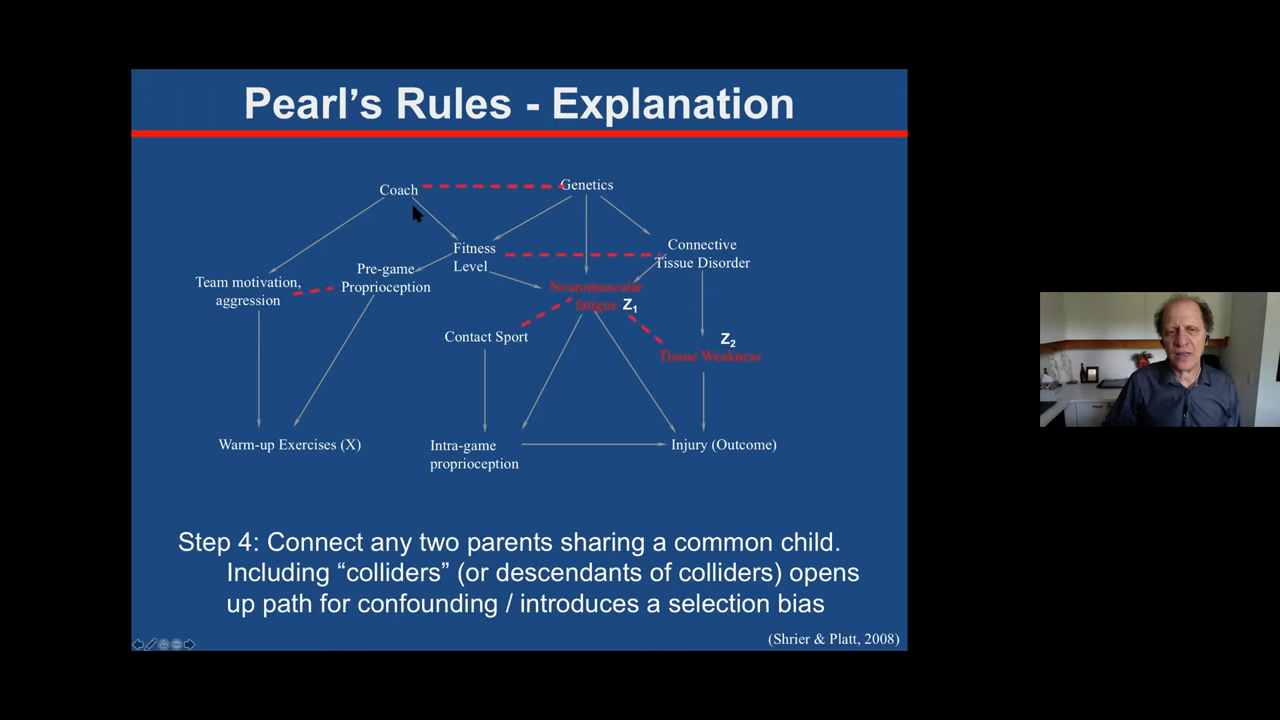 Pearl's Rules - Explanation
Coach
Genetics
Fitness
Level
Connective
Tissue Disorder
Team motivation,
aggression
Pre-game
Proprioception
Neuromuscular
fatigue Z1
Contact Sport
Z2
Tissue Weakness
Warm-up Exercises (X)
Intra-game
proprioception
Injury (Outcome)
Step 4: Connect any two parents sharing a common child.
Including “colliders” (or descendants of colliders) opens
up path for confounding / introduces a selection bias
(Shrier & Platt, 2008)